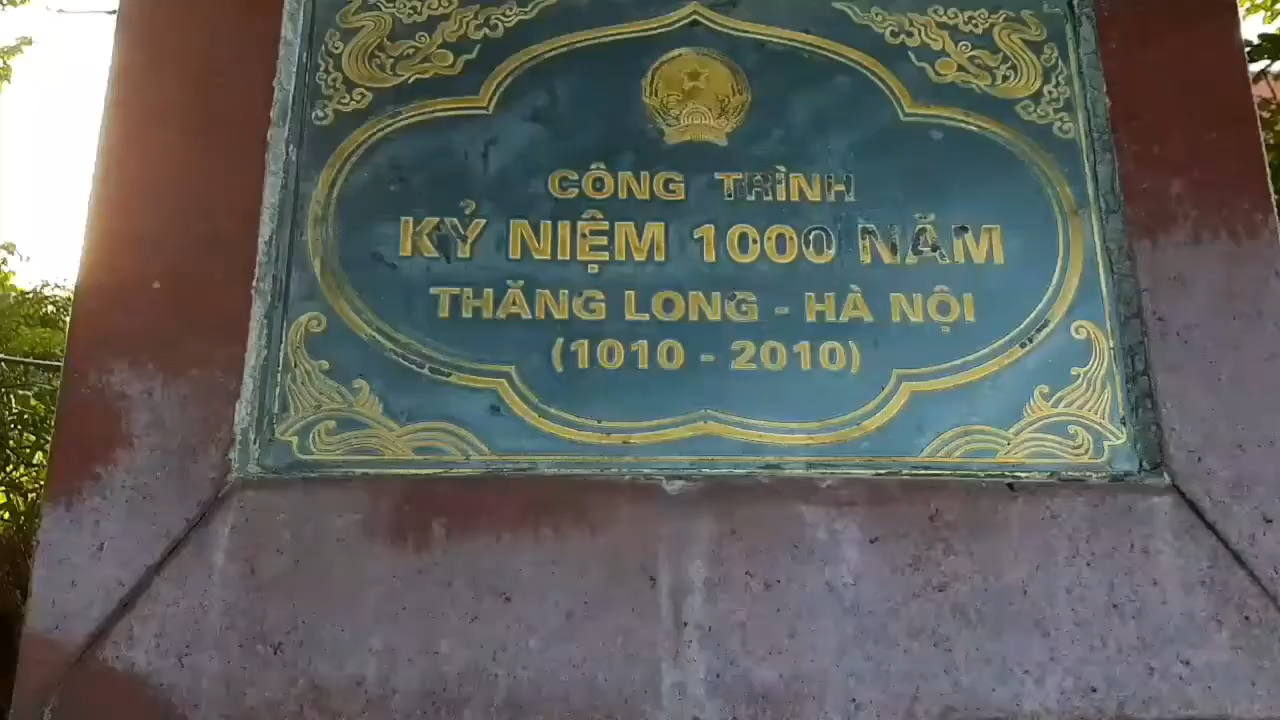 CÔNG TRÌNH
KỶ NIỆM 1000 NĂM
THĂNG LONG - HÀ NỘI
(1010 - 2010)